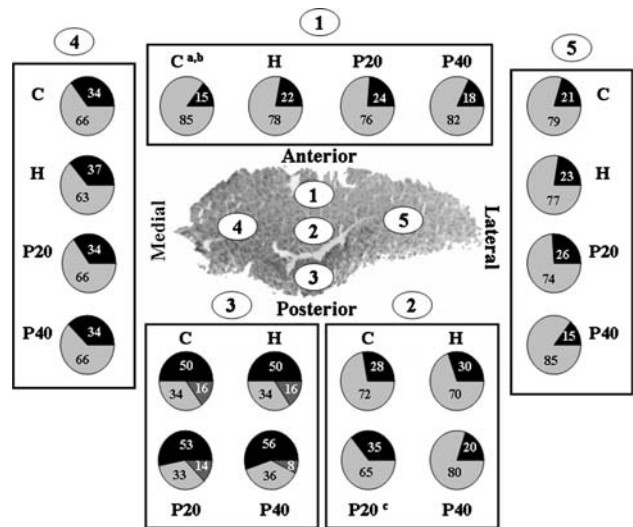 4
1
5
C a,b H P20 P40
15 22 24 18
85 78 76 82
C
34
66
H
37
63
P20
34
66
P40
34
66
Anterior
Medial
Lateral
1
2
3
4
5
Posterior
C
21
79
H
23
77
P20
26
74
P40
15
85
3
C H
50 50
34 16 34 16
53 56
33 14 36 8
P20 P40
2
C H
28 30
72 70
35 20
65 80
P20 c P40